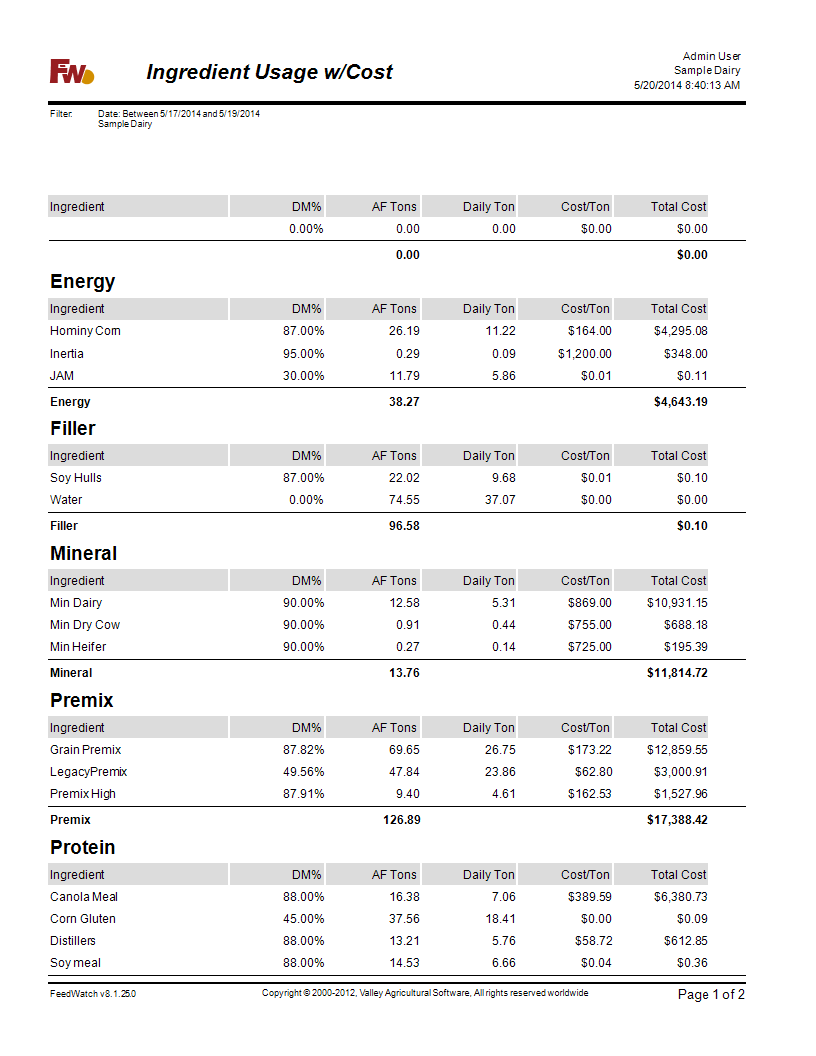 FWD
Ingredient Usage w/Cost
Admin User
Sample Dairy
5/20/2014 8:40:13 AM
Filter: Date: Between 5/17/2014 and 5/19/2014
Sample Dairy
Ingredient DM% AF Tons Daily Ton Cost/Ton Total Cost
0.00% 0.00 0.00 $0.00 $0.00
0.00 $0.00
Energy
Ingredient DM% AF Tons Daily Ton Cost/Ton Total Cost
Hominy Corn 87.00% 26.19 11.22 $164.00 $4,295.08
Inertia 95.00% 0.29 0.09 $1,200.00 $348.00
JAM 30.00% 11.79 5.86 $0.01 $0.11
Energy 38.27 $4,643.19
Filler
Ingredient DM% AF Tons Daily Ton Cost/Ton Total Cost
Soy Hulls 87.00% 22.02 9.68 $0.01 $0.10
Water 0.00% 74.55 37.07 $0.00 $0.00
Filler 96.58 $0.10
Mineral
Ingredient DM% AF Tons Daily Ton Cost/Ton Total Cost
Min Dairy 90.00% 12.58 5.31 $869.00 $10,931.15
Min Dry Cow 90.00% 0.91 0.44 $755.00 $688.18
Min Heifer 90.00% 0.27 0.14 $725.00 $195.39
Mineral 13.76 $11,814.72
Premix
Ingredient DM% AF Tons Daily Ton Cost/Ton Total Cost
Grain Premix 87.82% 69.65 26.75 $173.22 $12,859.55
LegacyPremix 49.56% 47.84 23.86 $62.80 $3,000.91
Premix High 87.91% 9.40 4.61 $162.53 $1,527.96
Premix 126.89 $17,388.42
Protein
Ingredient DM% AF Tons Daily Ton Cost/Ton Total Cost
Canola Meal 88.00% 16.38 7.06 $389.59 $6,380.73
Corn Gluten 45.00% 37.56 18.41 $0.00 $0.09
Distillers 88.00% 13.21 5.76 $58.72 $612.85
Soy meal 88.00% 14.53 6.66 $0.04 $0.36
FeedWatch v8.1.25.0 Copyright © 2000-2012, Valley Agricultural Software, All rights reserved worldwide Page 1 of 2